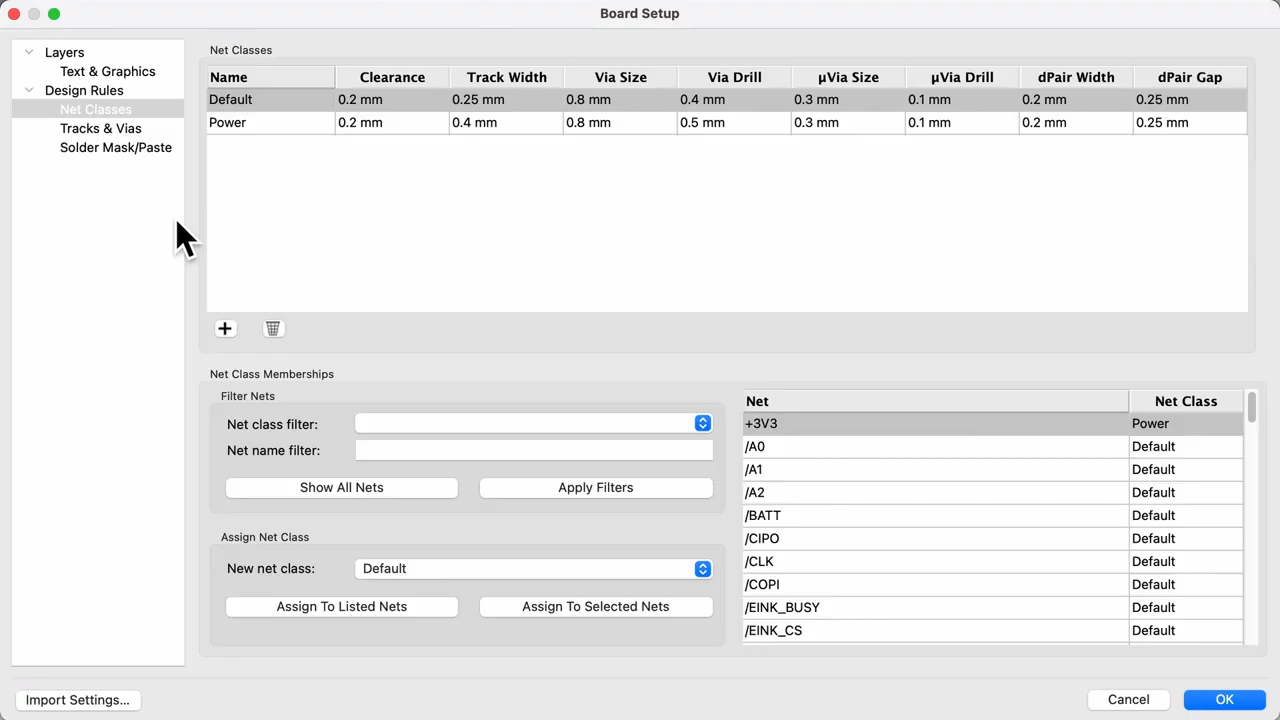 Board Setup
Layers
Text & Graphics
Design Rules
Net Classes
Tracks & Vias
Solder Mask/Paste
Net Classes
Name Clearance Track Width Via Size Via Drill µVia Size µVia Drill dPair Width dPair Gap
Default 0.2 mm 0.25 mm 0.8 mm 0.4 mm 0.3 mm 0.1 mm 0.2 mm 0.25 mm
Power 0.2 mm 0.4 mm 0.8 mm 0.5 mm 0.3 mm 0.1 mm 0.2 mm 0.25 mm
Net Class Memberships
Filter Nets
Net class filter:
Net name filter:
Show All Nets Apply Filters
Assign Net Class
New net class: Default
Assign To Listed Nets Assign To Selected Nets
Net Net Class
+3V3 Power
/A0 Default
/A1 Default
/A2 Default
/BATT Default
/CIPO Default
/CLK Default
/COPI Default
/EINK_BUSY Default
/EINK_CS Default
Import Settings... Cancel OK